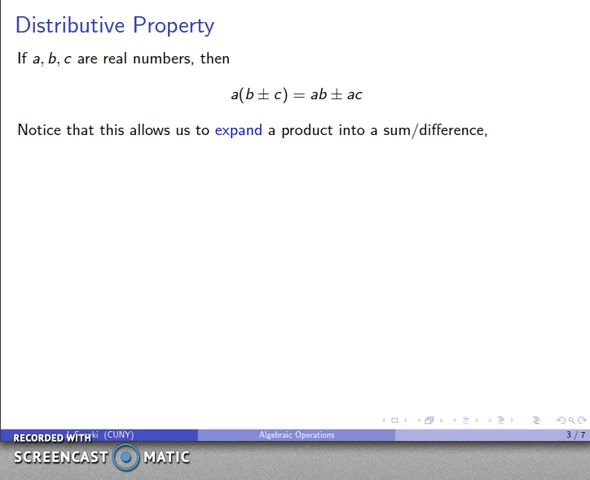 Distributive Property
If a, b, c are real numbers, then
a(b ± c) = ab ± ac
Notice that this allows us to expand a product into a sum/difference,
(CUNY)
Algebraic Operations
3 / 7
RECORDED WITH
SCREENCAST MATIC